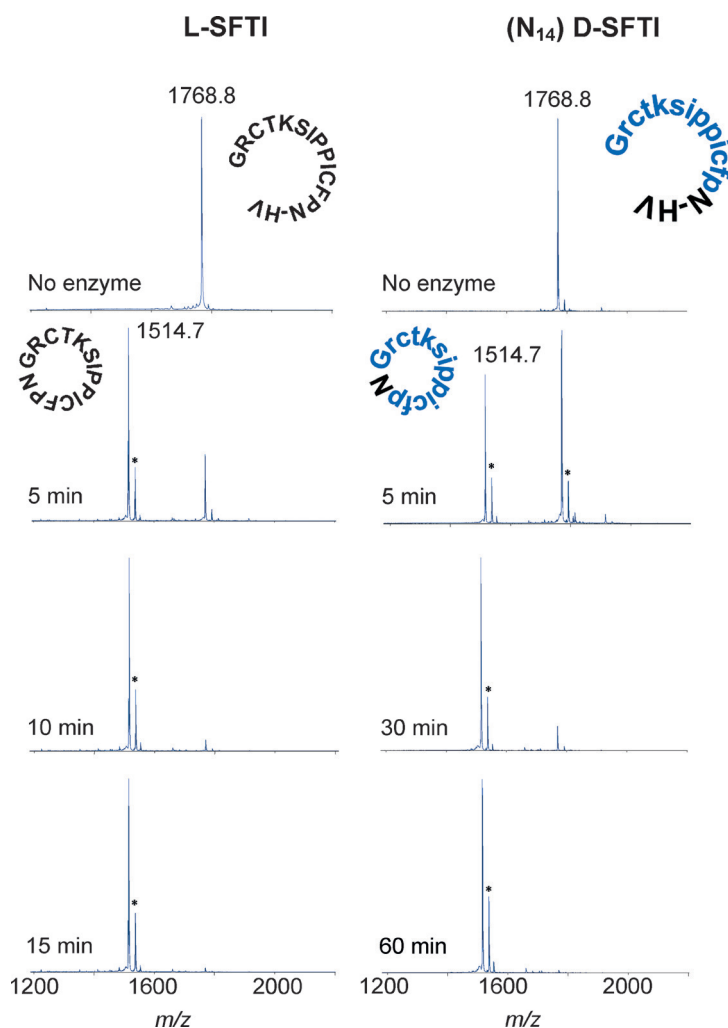 L-SFTI
1768.8
GRCTKSIPPICFPN-HV
No enzyme
1514.7
GRCTKSIPPICFPN
*
5 min
*
10 min
*
15 min
1200 1600 2000
m/z
(N₁₄) D-SFTI
1768.8
GrctksippicfpN-HV
No enzyme
1514.7
GrctksippicfpN
* *
5 min
*
30 min
*
60 min
1200 1600 2000
m/z